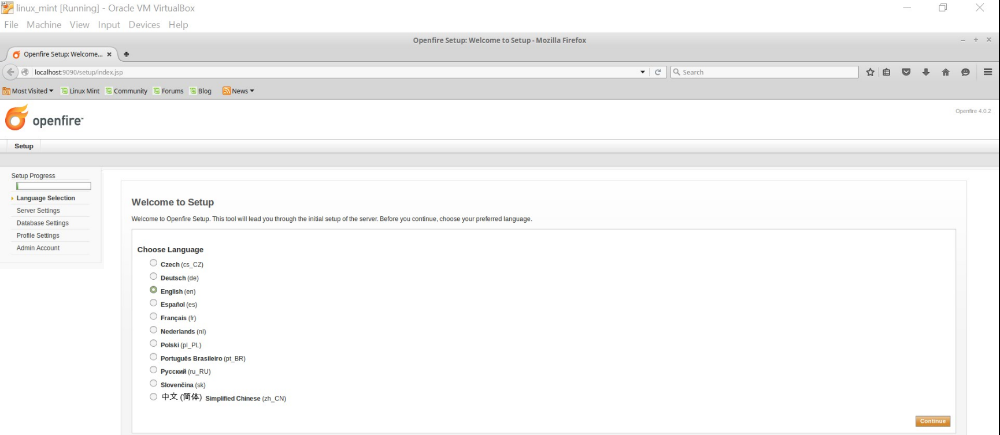 linux_mint [Running] - Oracle VM VirtualBox
File Machine View Input Devices Help
Openfire Setup: Welcome to Setup - Mozilla Firefox
Openfire Setup: Welcome...
localhost:9090/setup/index.jsp
Search
Most Visited Linux Mint Community Forums Blog News
openfire™
Openfire 4.0.2
Setup
Setup Progress
Language Selection
Server Settings
Database Settings
Profile Settings
Admin Account
Welcome to Setup
Welcome to Openfire Setup. This tool will lead you through the initial setup of the server. Before you continue, choose your preferred language.
Choose Language
Czech (cs_CZ)
Deutsch (de)
English (en)
Español (es)
Français (fr)
Nederlands (nl)
Polski (pl_PL)
Português Brasileiro (pt_BR)
Русский (ru_RU)
Slovenčina (sk)
中文 (简体) Simplified Chinese (zh_CN)
Continue